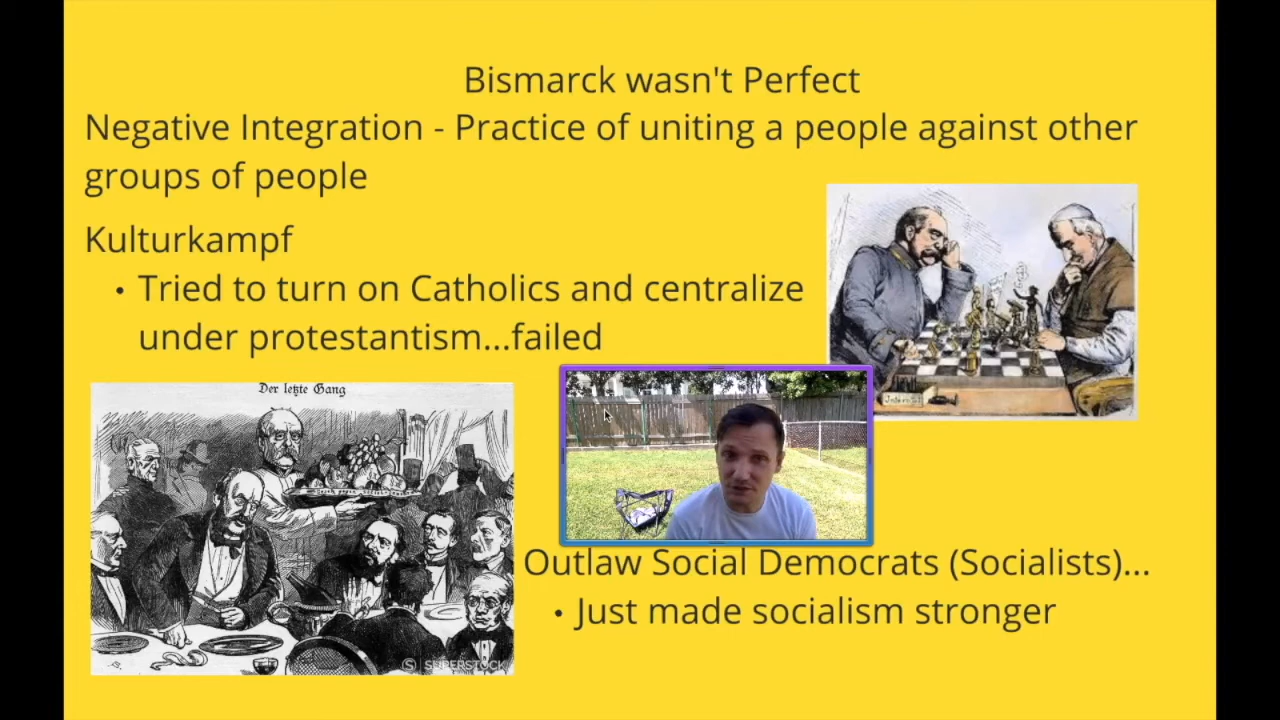 Bismarck wasn't Perfect
Negative Integration - Practice of uniting a people against other
groups of people
Kulturkampf
• Tried to turn on Catholics and centralize
under protestantism...failed
Der letzte Gang
S SUPERSTOCK
Outlaw Social Democrats (Socialists)...
• Just made socialism stronger